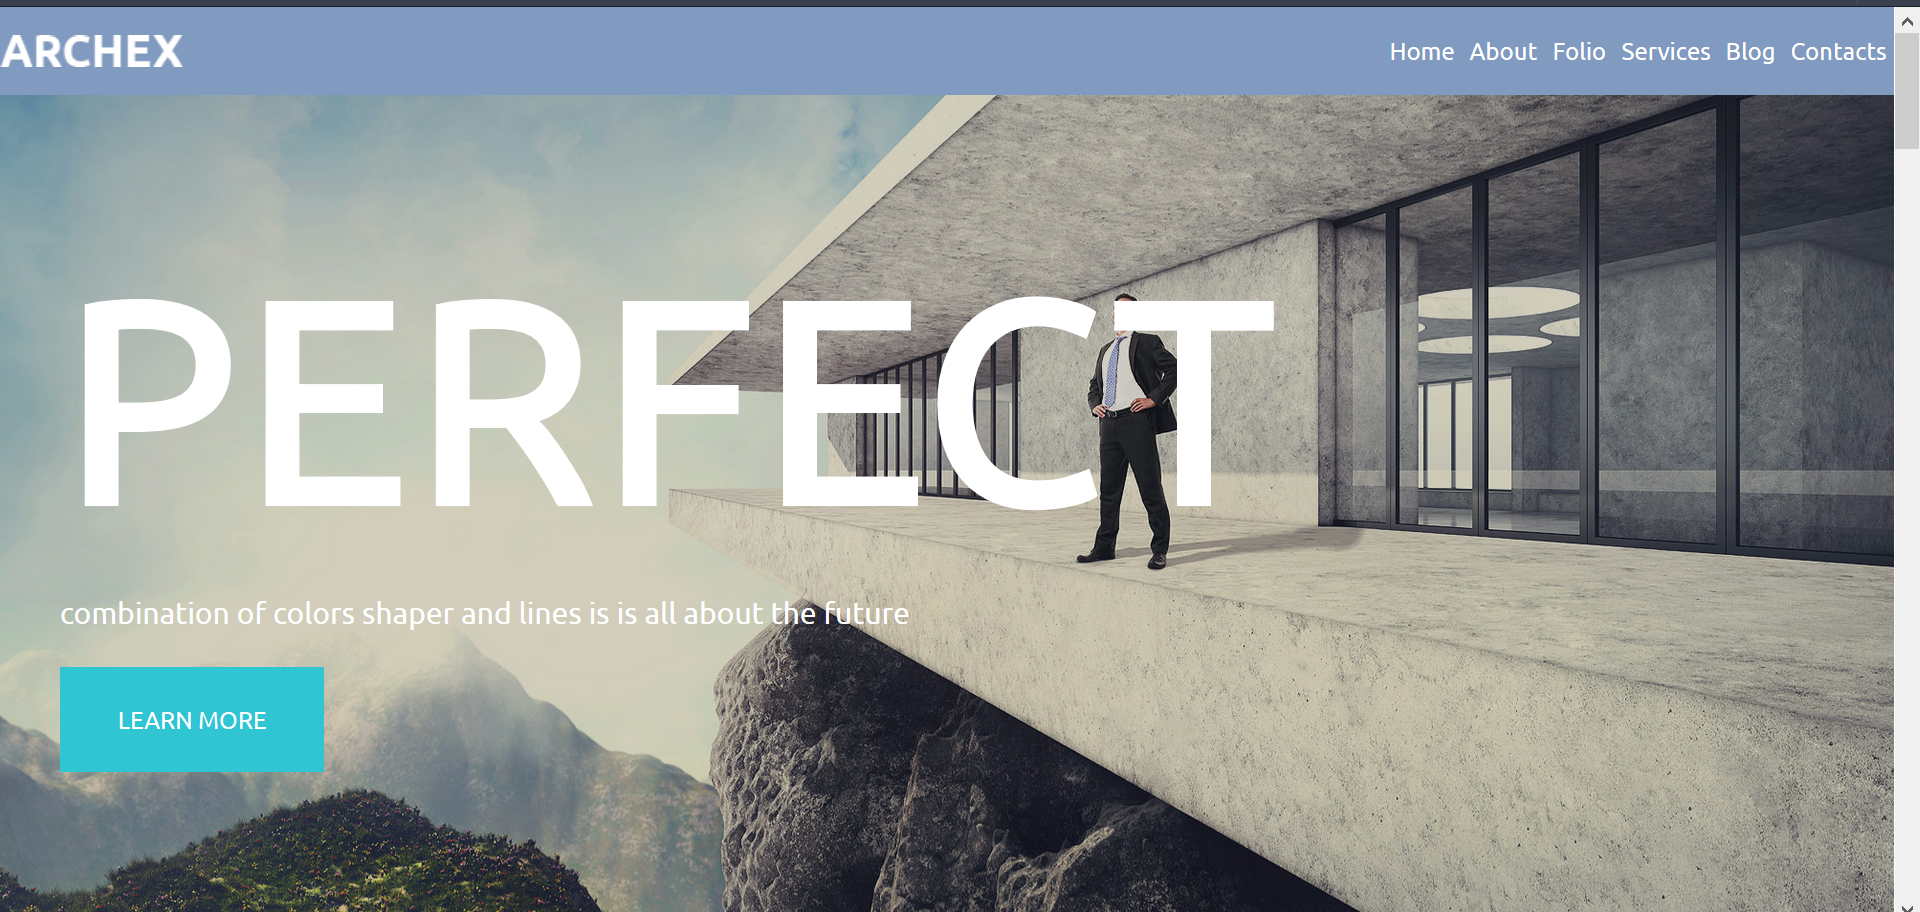 ARCHEX
Home About Folio Services Blog Contacts
PERFECT
combination of colors shaper and lines is is all about the future
LEARN MORE